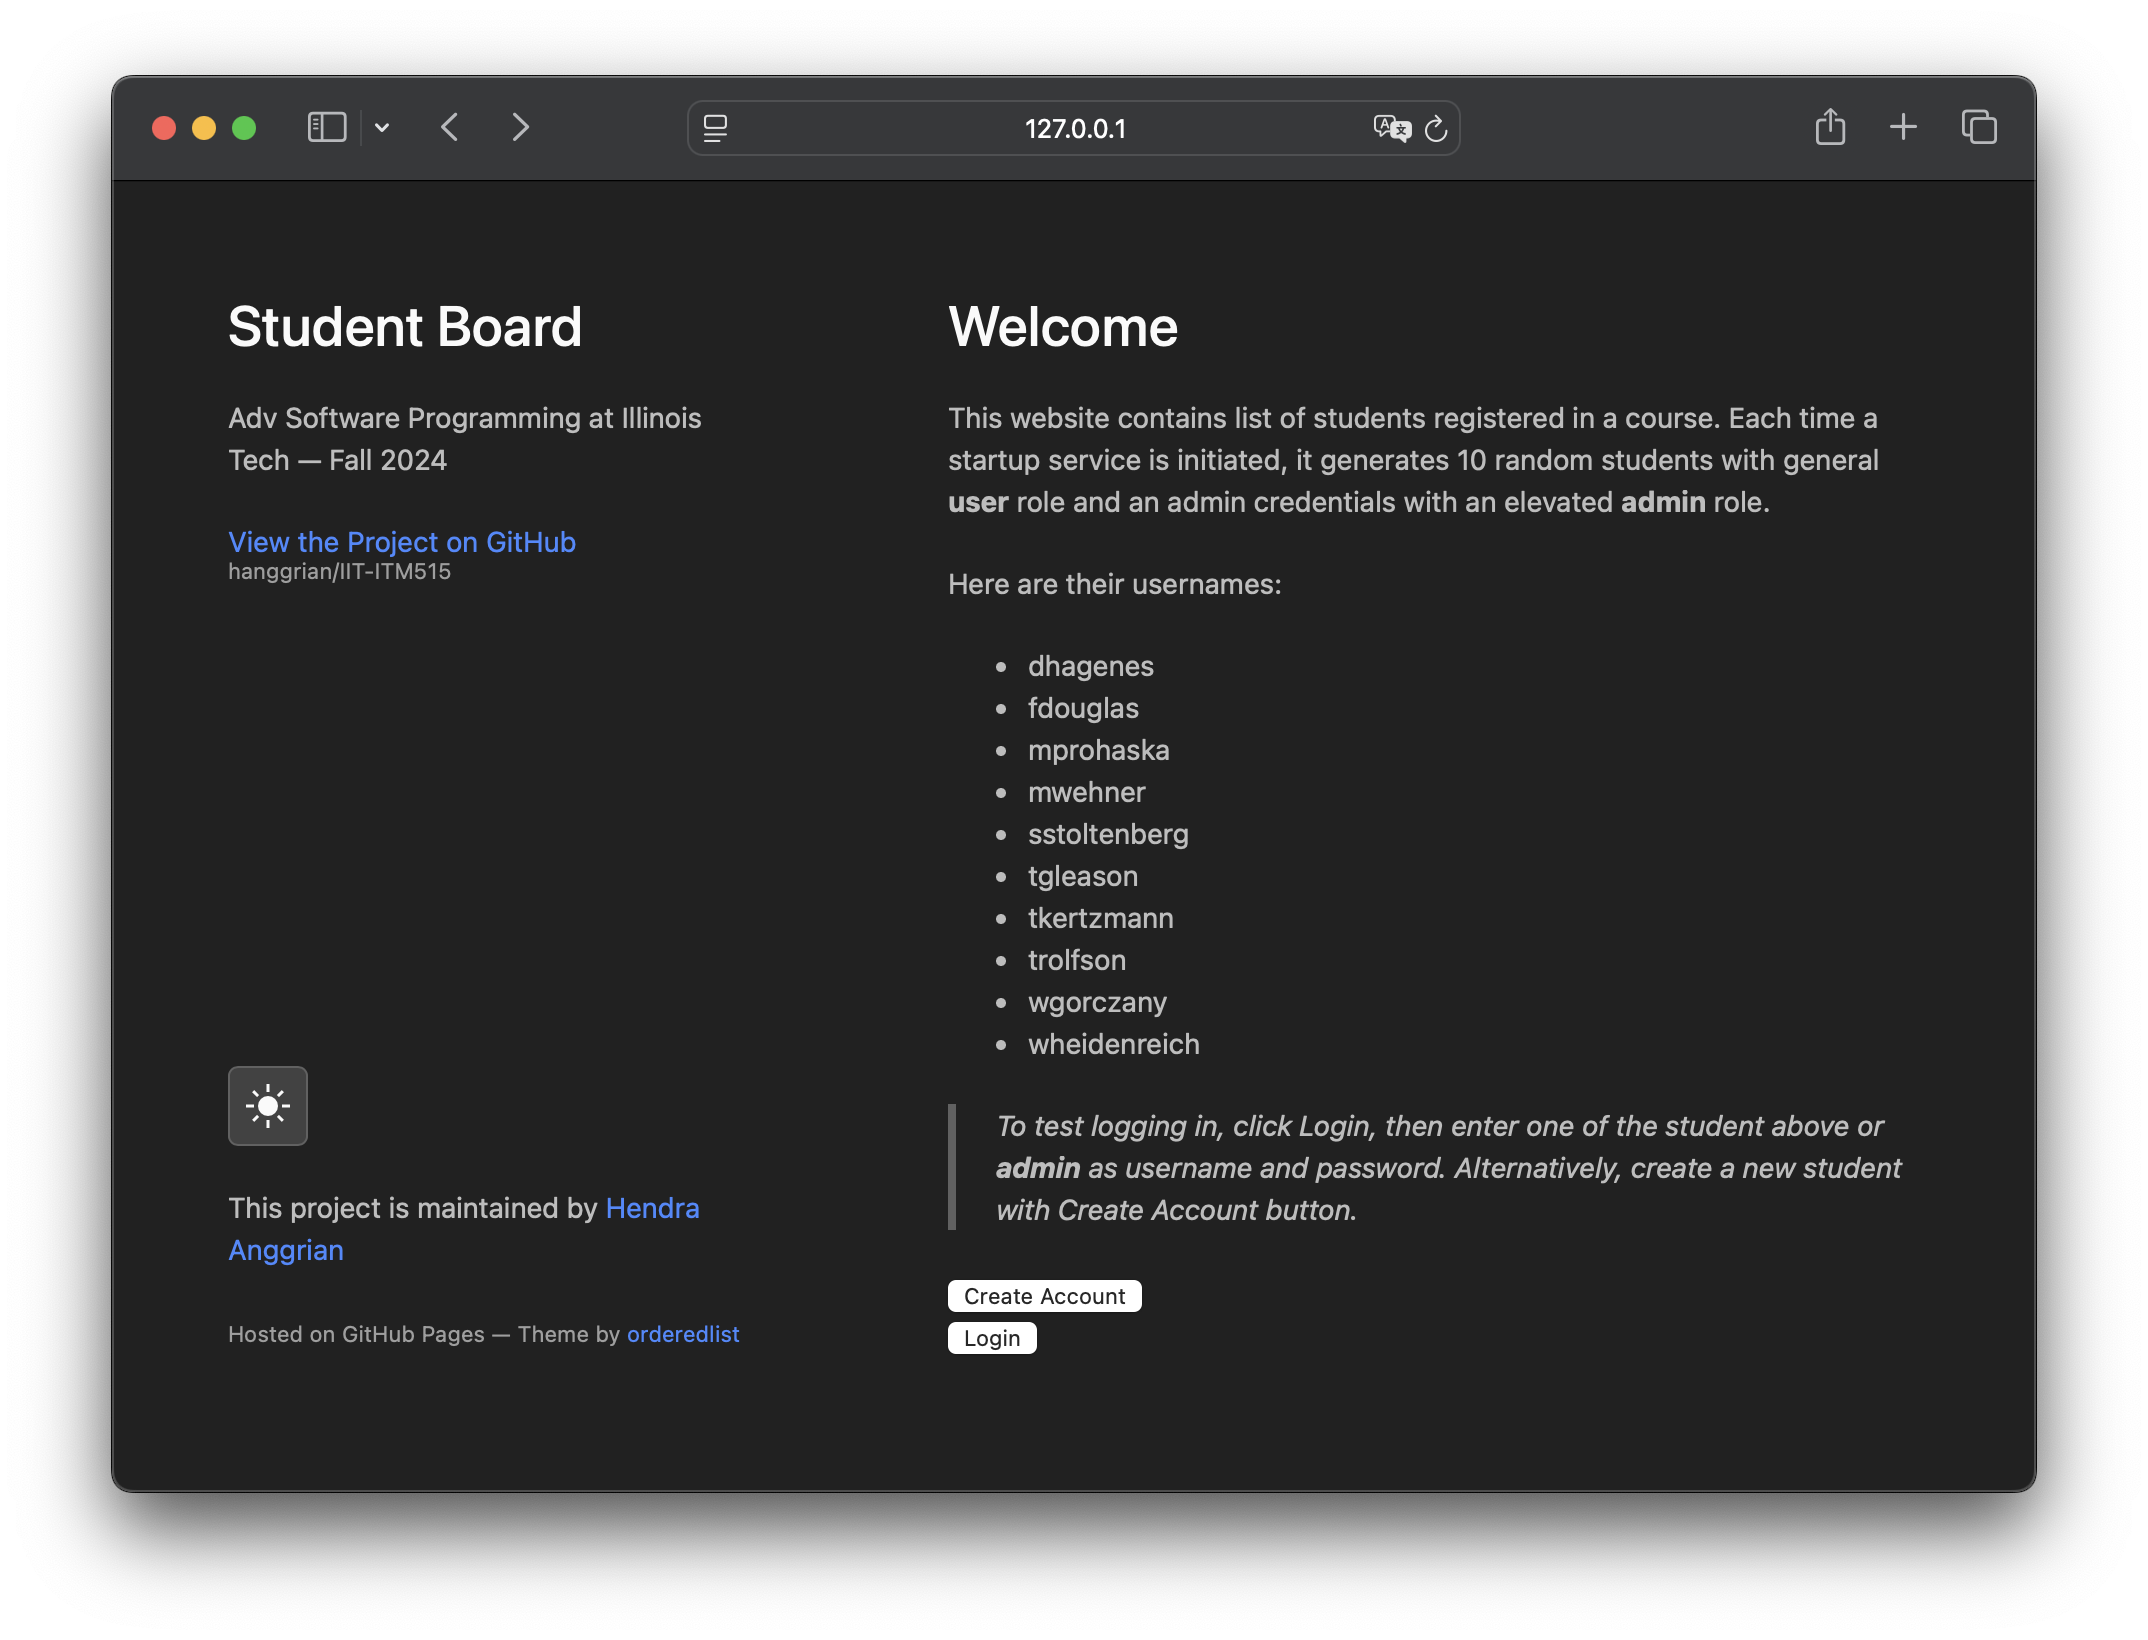 127.0.0.1
Student Board
Adv Software Programming at Illinois
Tech — Fall 2024
View the Project on GitHub
hanggrian/IIT-ITM515
This project is maintained by Hendra
Anggrian
Hosted on GitHub Pages — Theme by orderedlist
Welcome
This website contains list of students registered in a course. Each time a
startup service is initiated, it generates 10 random students with general
user role and an admin credentials with an elevated admin role.
Here are their usernames:
dhagenes
fdouglas
mprohaska
mwehner
sstoltenberg
tgleason
tkertzmann
trolfson
wgorczany
wheidenreich
To test logging in, click Login, then enter one of the student above or
admin as username and password. Alternatively, create a new student
with Create Account button.
Create Account
Login